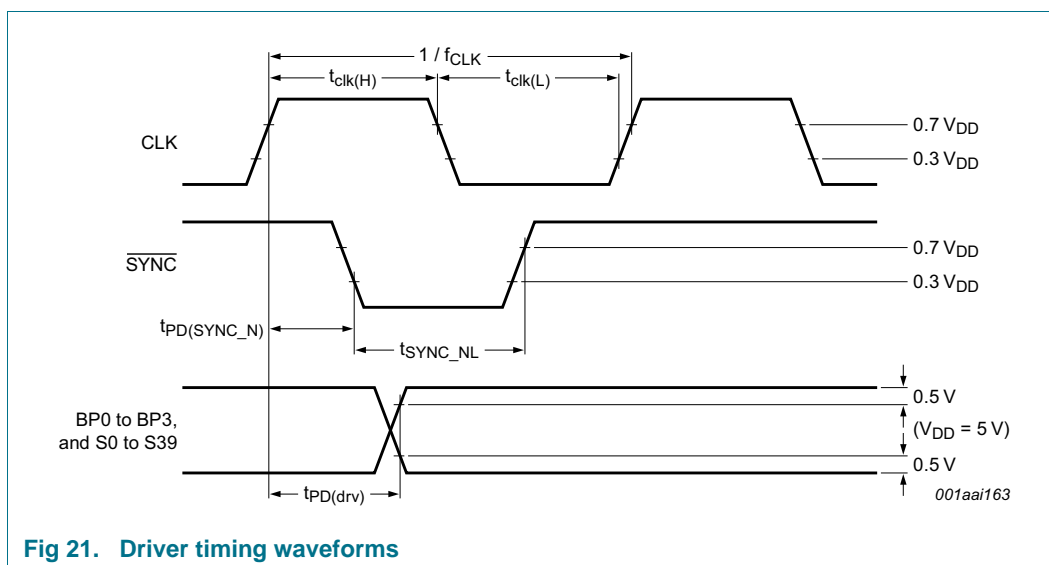 1 / fCLK
tclk(H)
tclk(L)
CLK
0.7 VDD
0.3 VDD
SYNC
0.7 VDD
0.3 VDD
tPD(SYNC_N)
tSYNC_NL
BP0 to BP3,
and S0 to S39
0.5 V
(VDD = 5 V)
0.5 V
tPD(drv)
001aai163
Fig 21. Driver timing waveforms